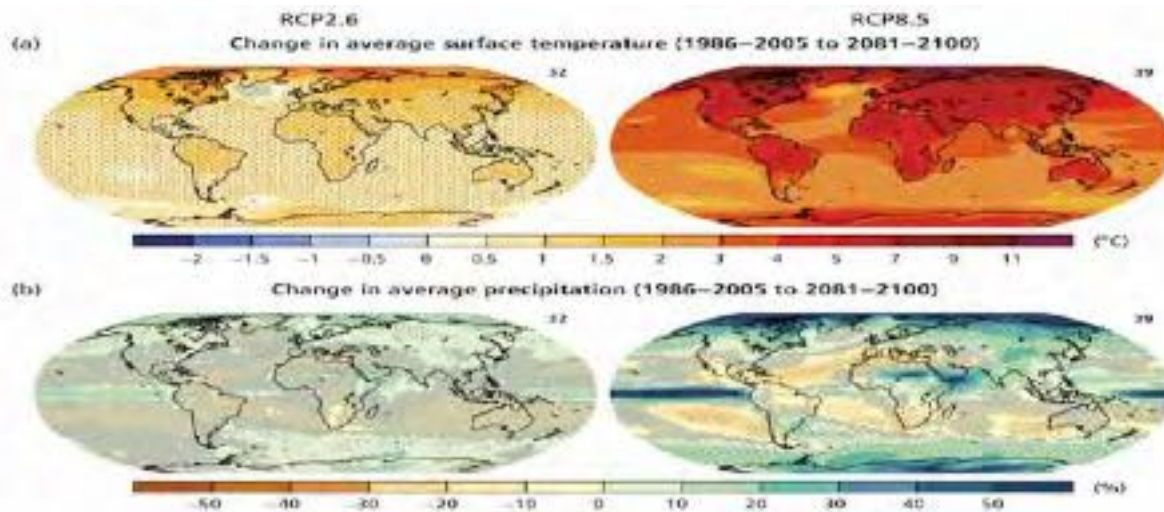 RCP2.6 RCP8.5
(a) Change in average surface temperature (1986–2005 to 2081–2100)
32 39
−2 −1.5 −1 −0.5 0 0.5 1 1.5 2 3 4 5 7 9 11 (°C)
(b) Change in average precipitation (1986–2005 to 2081–2100)
32 39
−50 −40 −30 −20 −10 0 10 20 30 40 50 (%)